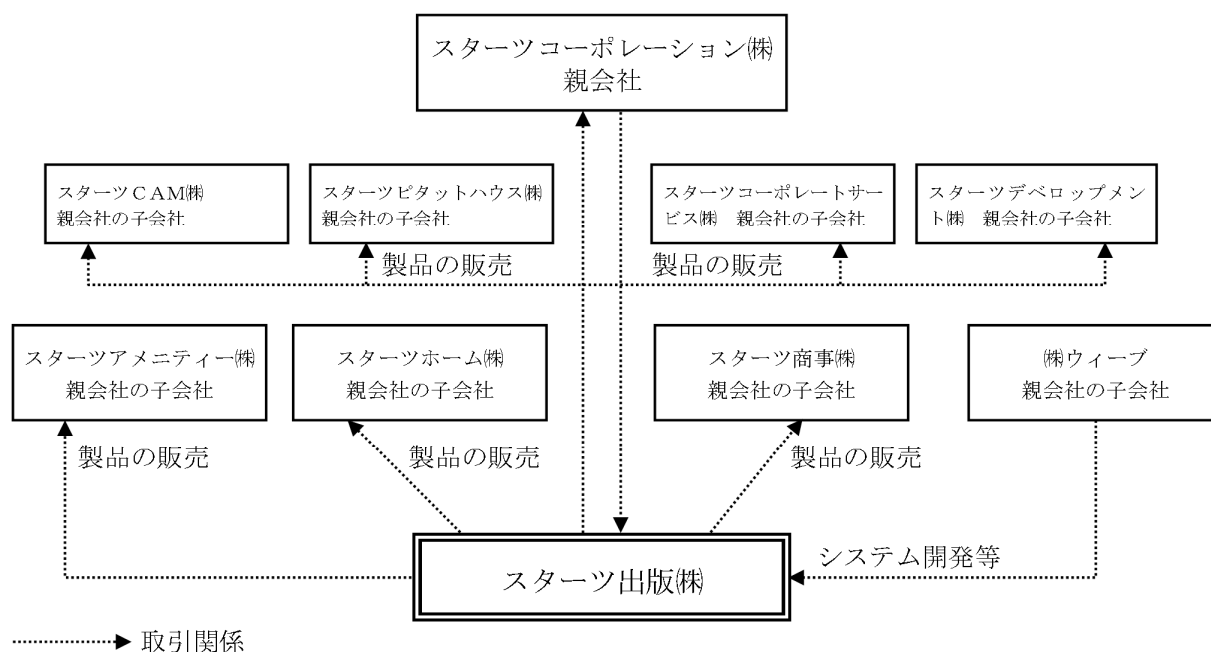 スターツコーポレーション㈱
親会社
スターツＣＡＭ㈱
親会社の子会社
スターツピタットハウス㈱
親会社の子会社
スターツコーポレートサー
ビス㈱　親会社の子会社
スターツデベロップメン
ト㈱　親会社の子会社
製品の販売
製品の販売
スターツアメニティー㈱
親会社の子会社
スターツホーム㈱
親会社の子会社
スターツ商事㈱
親会社の子会社
㈱ウィーブ
親会社の子会社
製品の販売
製品の販売
製品の販売
システム開発等
スターツ出版㈱
取引関係